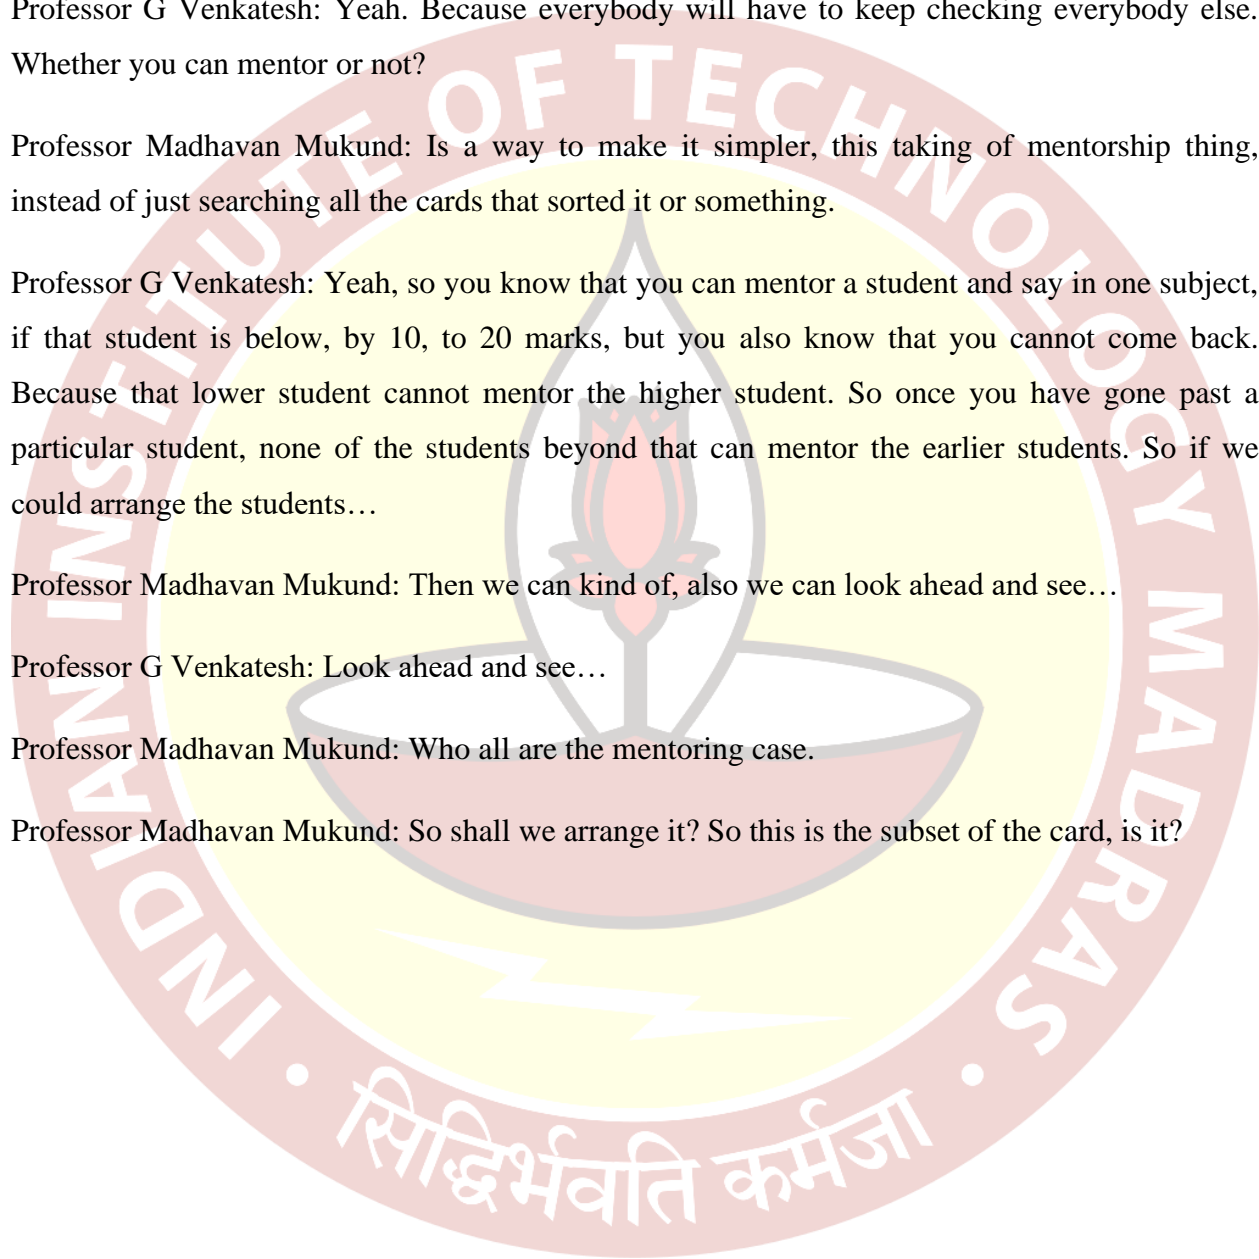 Professor G Venkatesh: Yeah. Because everybody will have to keep checking everybody else.
Whether you can mentor or not?
Professor Madhavan Mukund: Is a way to make it simpler, this taking of mentorship thing,
instead of just searching all the cards that sorted it or something.
Professor G Venkatesh: Yeah, so you know that you can mentor a student and say in one subject,
if that student is below, by 10, to 20 marks, but you also know that you cannot come back.
Because that lower student cannot mentor the higher student. So once you have gone past a
particular student, none of the students beyond that can mentor the earlier students. So if we
could arrange the students…
Professor Madhavan Mukund: Then we can kind of, also we can look ahead and see…
Professor G Venkatesh: Look ahead and see…
Professor Madhavan Mukund: Who all are the mentoring case.
Professor Madhavan Mukund: So shall we arrange it? So this is the subset of the card, is it?
INDIAN INSTITUTE OF TECHNOLOGY MADRAS
सिद्धिर्भवति कर्मजा